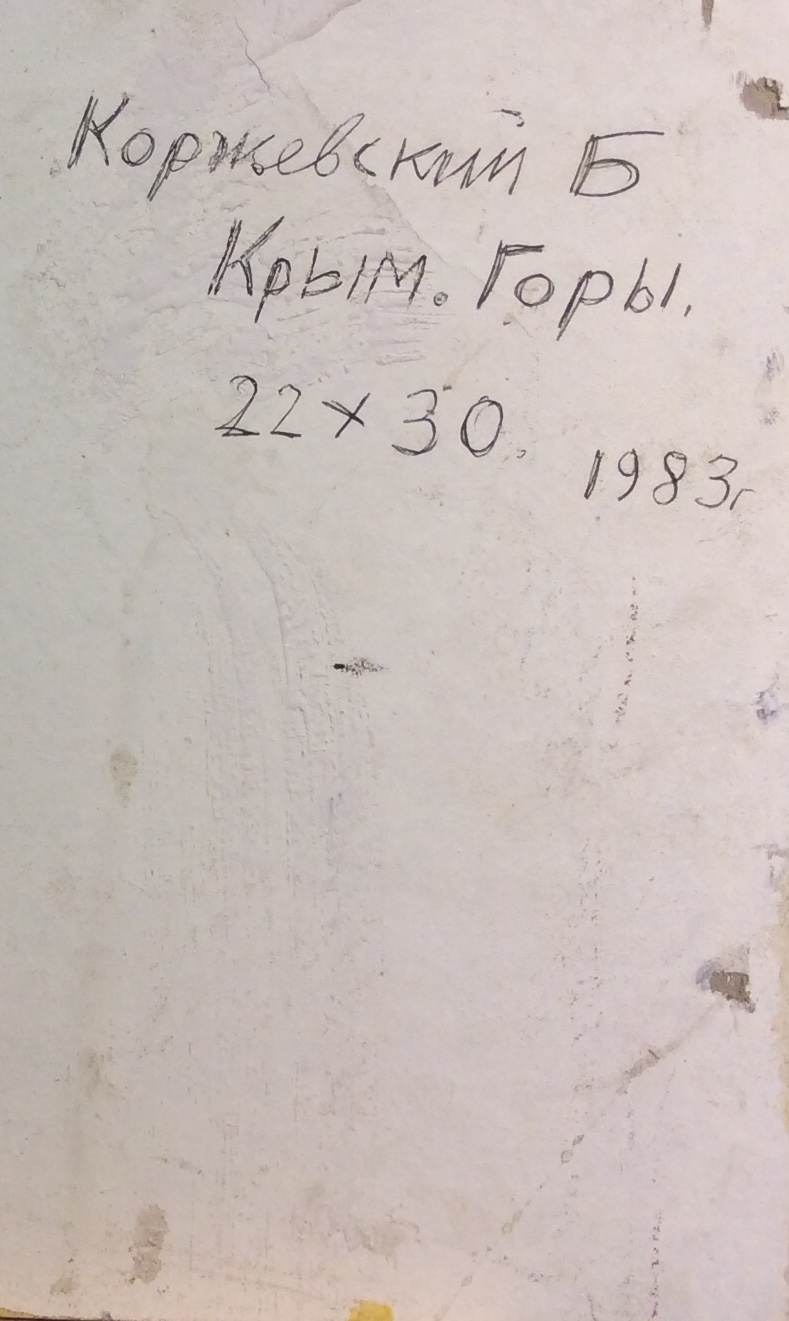 Коржевский Б
Крым. Горы.
22 х 30.
1983г